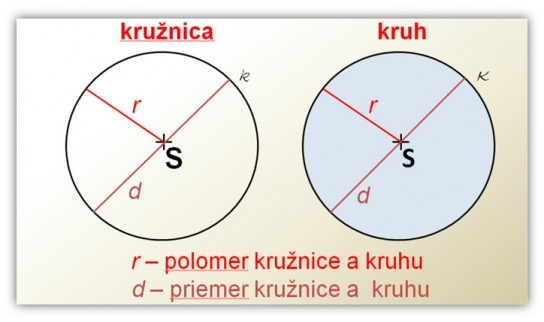 kružnica
kruh
k
r
S
d
K
r
S
d
r – polomer kružnice a kruhu
d – priemer kružnice a kruhu